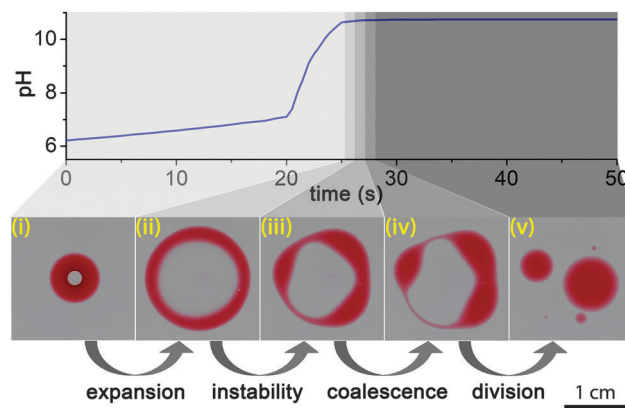 10
8
6
pH
0 10 20 30 40 50
time (s)
(i) (ii) (iii) (iv) (v)
expansion instability coalescence division
1 cm